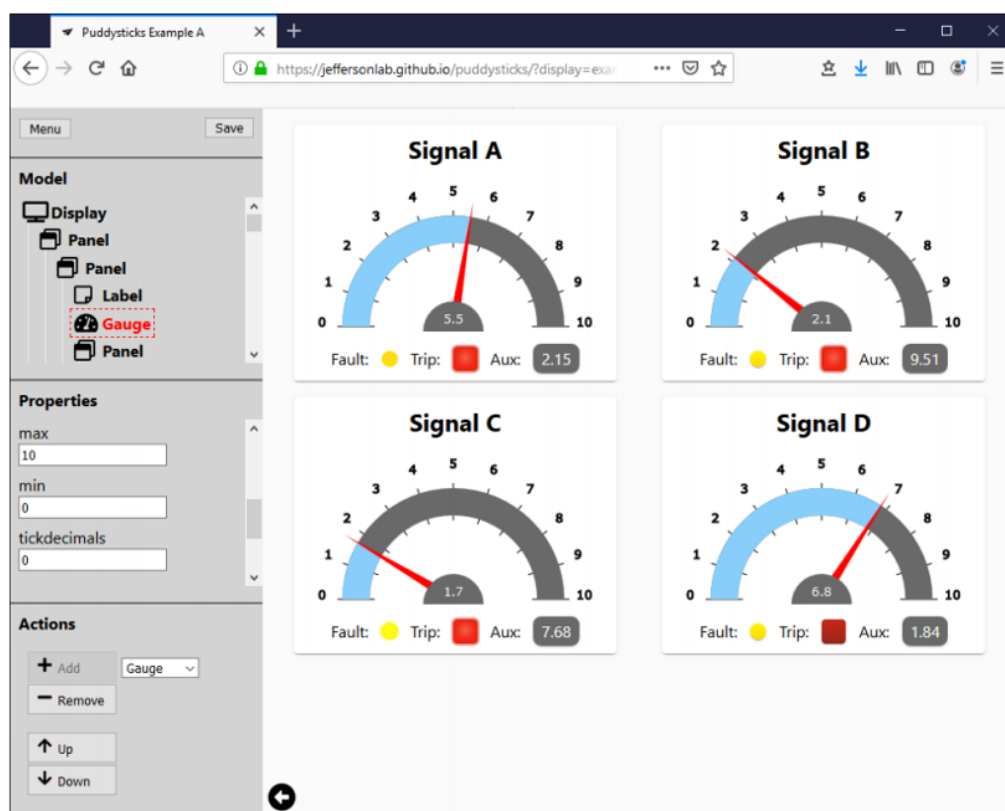 Puddysticks Example A
https://jeffersonlab.github.io/puddysticks/?display=exa
Menu Save
Model
Display
Panel
Panel
Label
Gauge
Panel
Properties
max
10
min
0
tickdecimals
0
Actions
Add Gauge
Remove
Up
Down
Signal A
0 1 2 3 4 5 6 7 8 9 10
5.5
Fault: Trip: Aux: 2.15
Signal B
0 1 2 3 4 5 6 7 8 9 10
2.1
Fault: Trip: Aux: 9.51
Signal C
0 1 2 3 4 5 6 7 8 9 10
1.7
Fault: Trip: Aux: 7.68
Signal D
0 1 2 3 4 5 6 7 8 9 10
6.8
Fault: Trip: Aux: 1.84